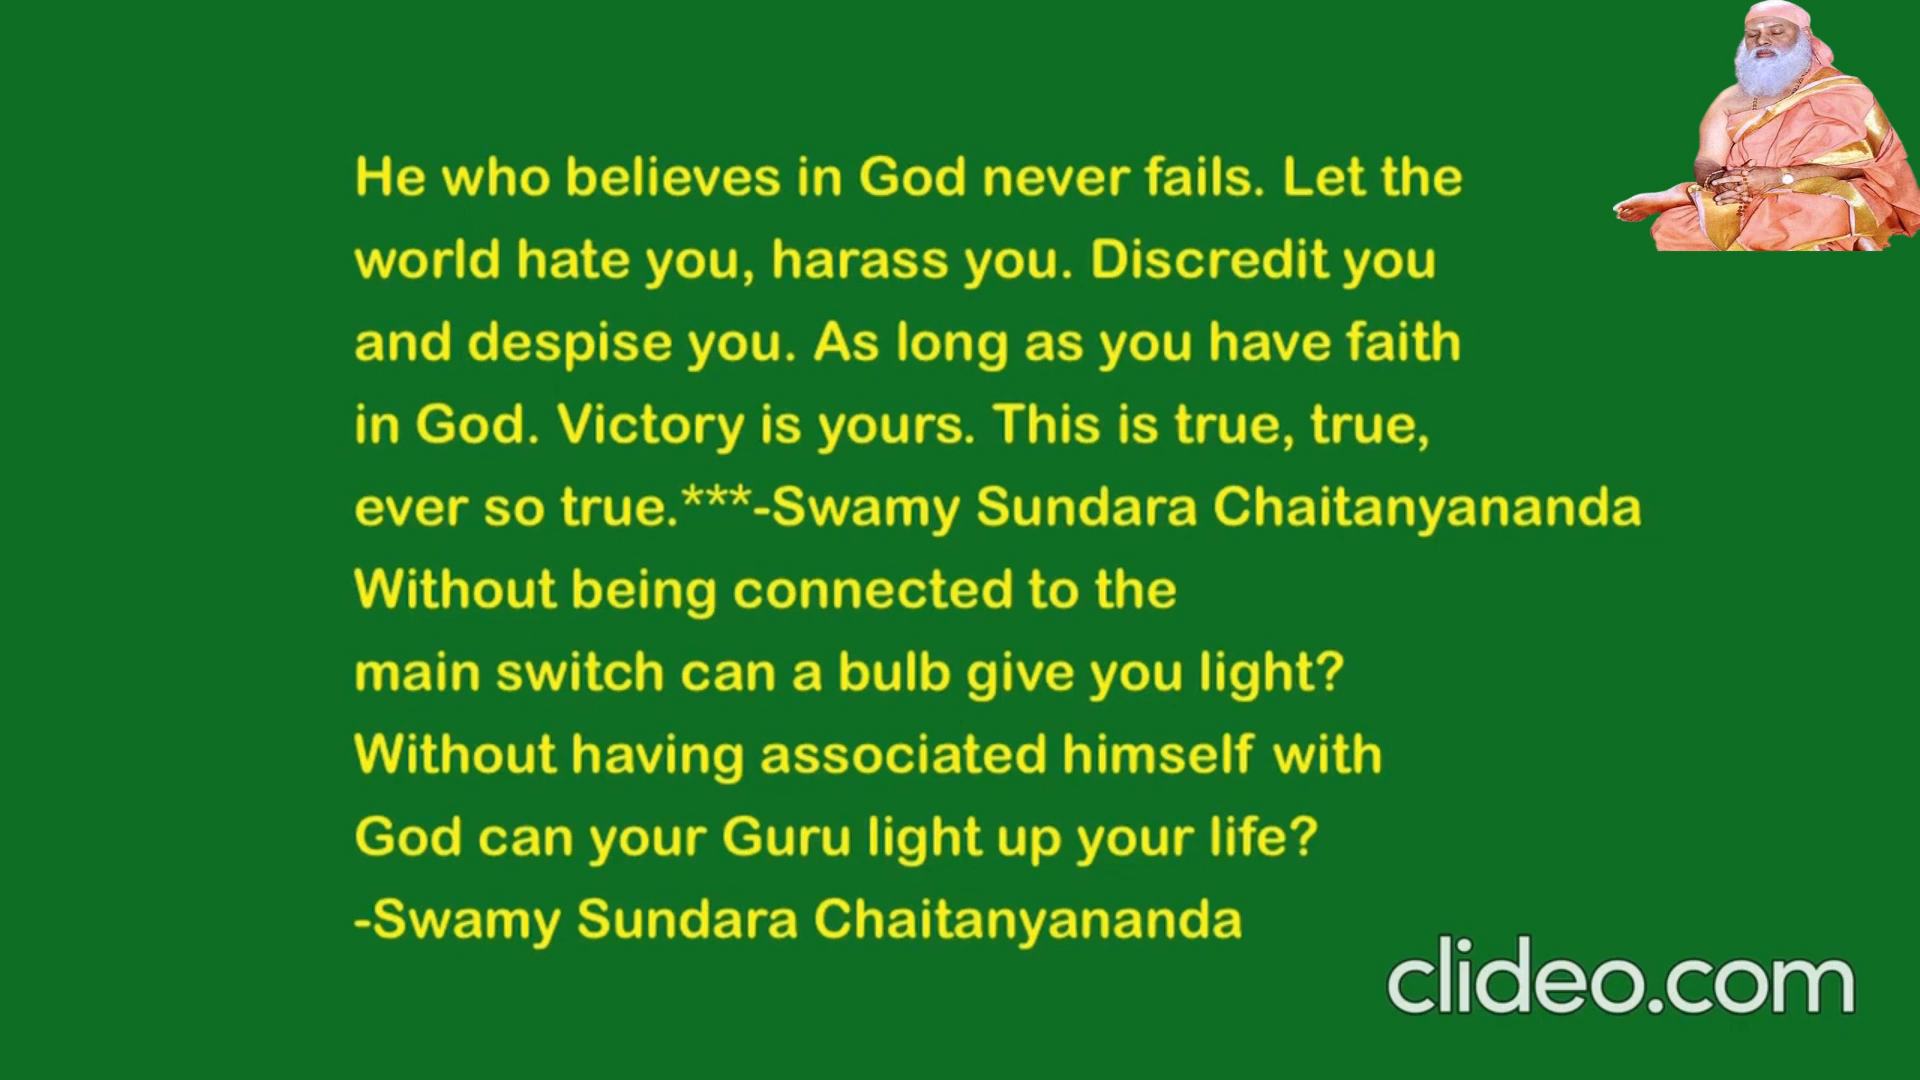 He who believes in God never fails. Let the
world hate you, harass you. Discredit you
and despise you. As long as you have faith
in God. Victory is yours. This is true, true,
ever so true.***-Swamy Sundara Chaitanyananda
Without being connected to the
main switch can a bulb give you light?
Without having associated himself with
God can your Guru light up your life?
-Swamy Sundara Chaitanyananda
clideo.com